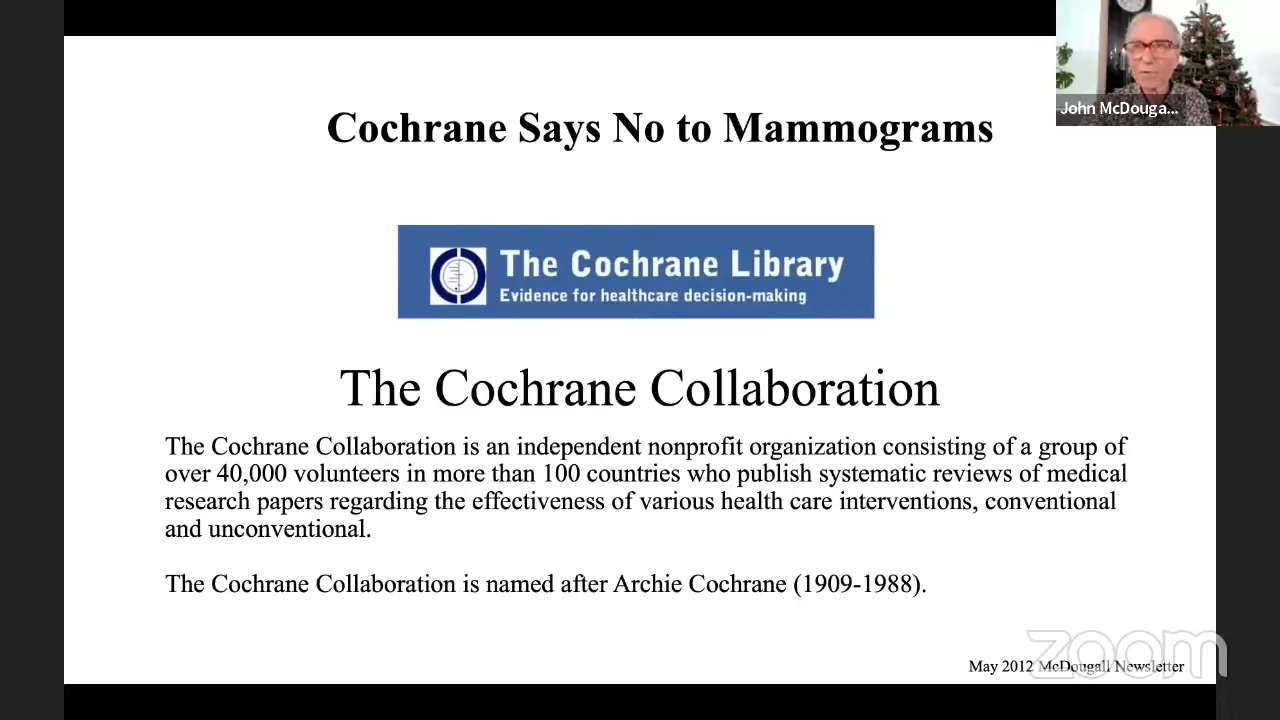 John McDouga...
Cochrane Says No to Mammograms
The Cochrane Library
Evidence for healthcare decision-making
The Cochrane Collaboration
The Cochrane Collaboration is an independent nonprofit organization consisting of a group of
over 40,000 volunteers in more than 100 countries who publish systematic reviews of medical
research papers regarding the effectiveness of various health care interventions, conventional
and unconventional.
The Cochrane Collaboration is named after Archie Cochrane (1909-1988).
May 2012 McDougall Newsletter
zoom